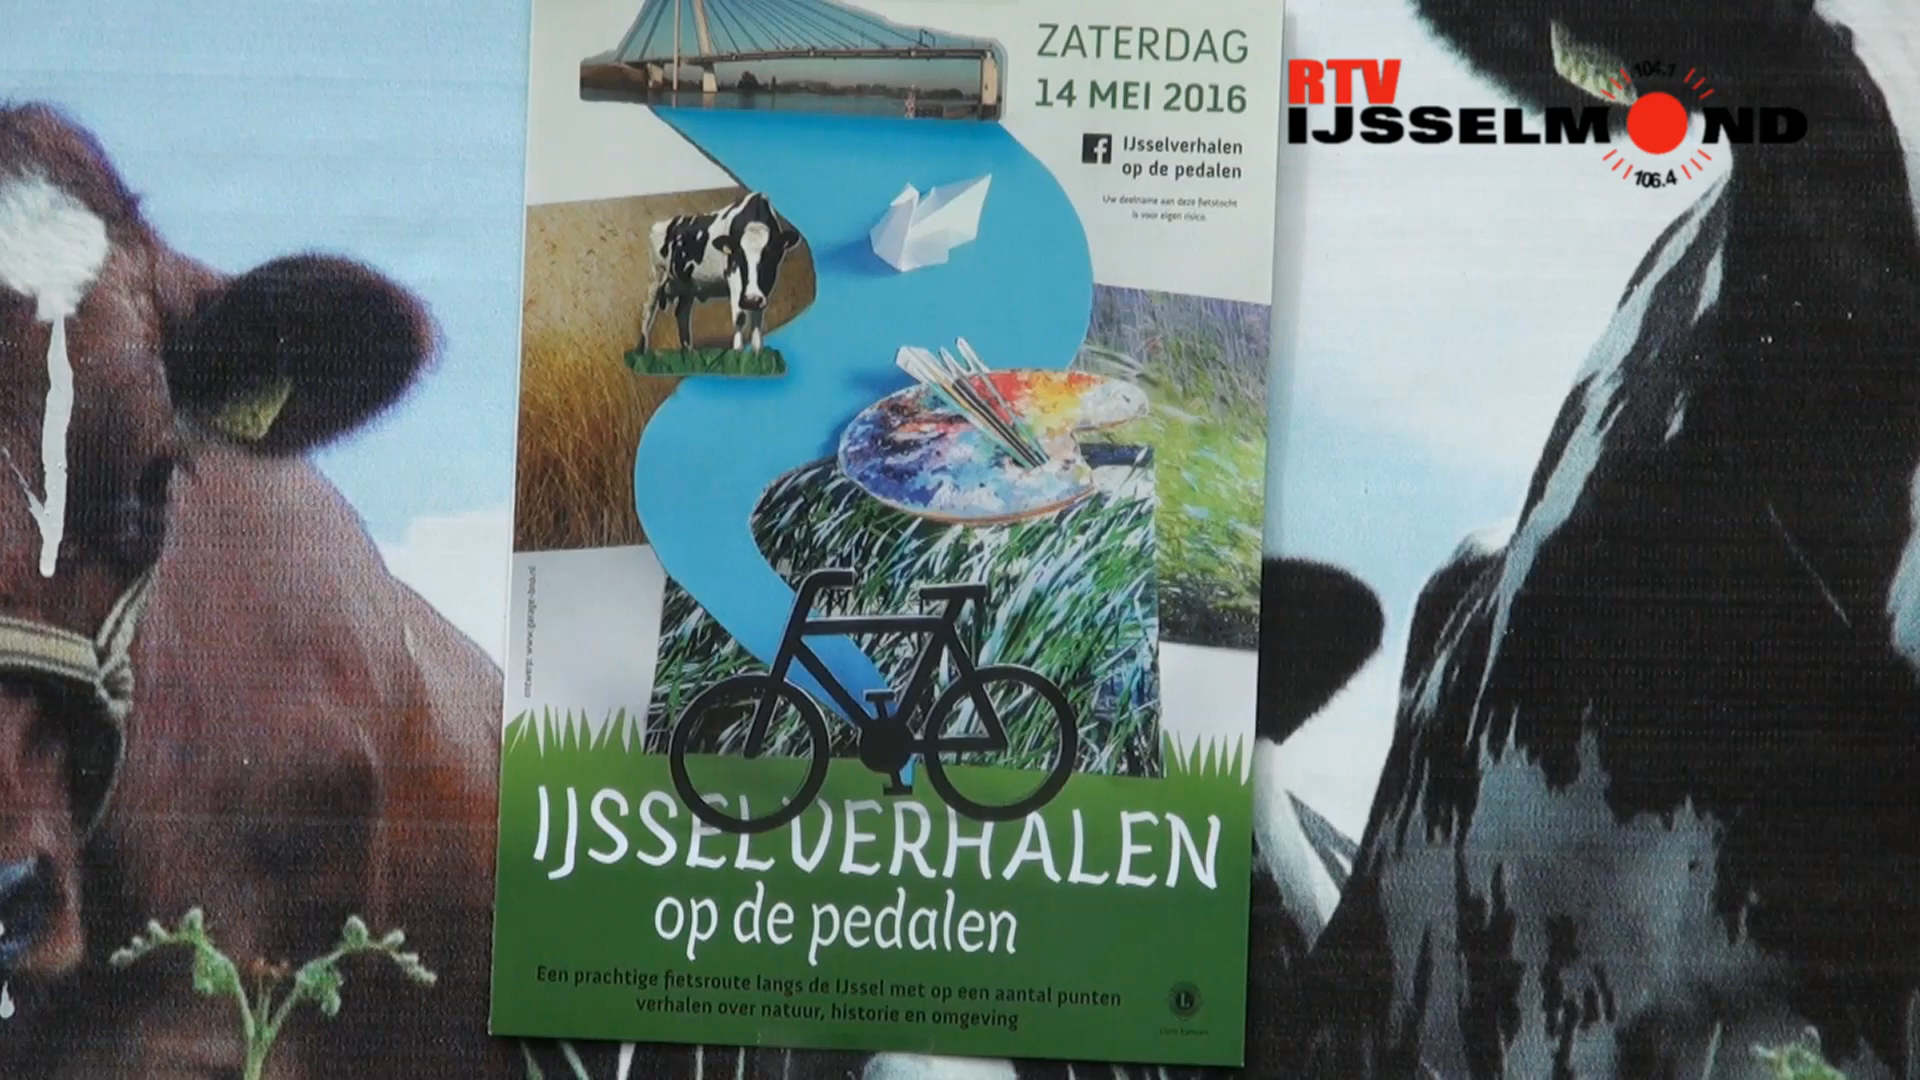 ZATERDAG
14 MEI 2016
IJsselverhalen
op de pedalen
Uw deelname aan deze fietstocht
is voor eigen risico.
RTV
IJSSELMOND
104.1
106.4
IJSSELVERHALEN
op de pedalen
Een prachtige fietsroute langs de IJssel met op een aantal punten
verhalen over natuur, historie en omgeving